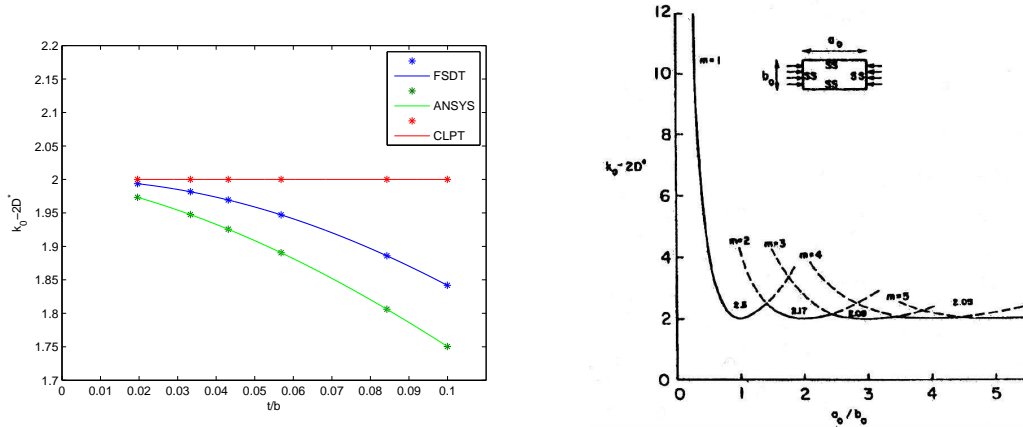 2.2
2.15
2.1
2.05
2
1.95
1.9
1.85
1.8
1.75
1.7
k0−2D*
0 0.01 0.02 0.03 0.04 0.05 0.06 0.07 0.08 0.09 0.1
t/b
FSDT
ANSYS
CLPT
12
10
8
6
4
2
0
k0-2D*
m=1
a0
b0
SS
SS SS
SS
m=2 m=3 m=4
m=5
2.5 2.17 2.08 2.05
0 1 2 3 4 5
a0/b0